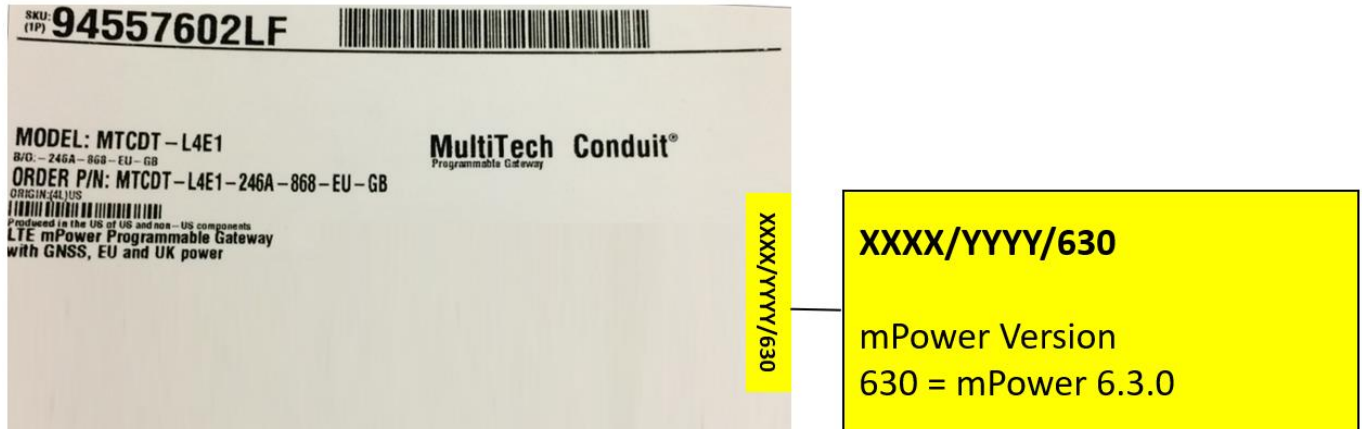 SKU: 94557602LF
(1P)
MODEL: MTCDT-L4E1
B/O:-246A-868-EU-GB
ORDER P/N: MTCDT-L4E1-246A-868-EU-GB
ORIGIN:(4L)US
Produced in the US of US and non-US components
LTE mPower Programmable Gateway
with GNSS, EU and UK power
MultiTech Conduit®
Programmable Gateway
XXXX/YYYY/630
XXXX/YYYY/630
mPower Version
630 = mPower 6.3.0